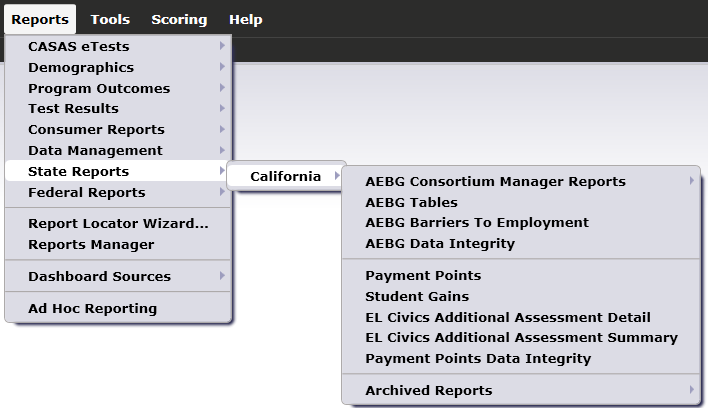 Reports Tools Scoring Help
CASAS eTests
Demographics
Program Outcomes
Test Results
Consumer Reports
Data Management
State Reports
Federal Reports
Report Locator Wizard...
Reports Manager
Dashboard Sources
Ad Hoc Reporting
California
AEBG Consortium Manager Reports
AEBG Tables
AEBG Barriers To Employment
AEBG Data Integrity
Payment Points
Student Gains
EL Civics Additional Assessment Detail
EL Civics Additional Assessment Summary
Payment Points Data Integrity
Archived Reports